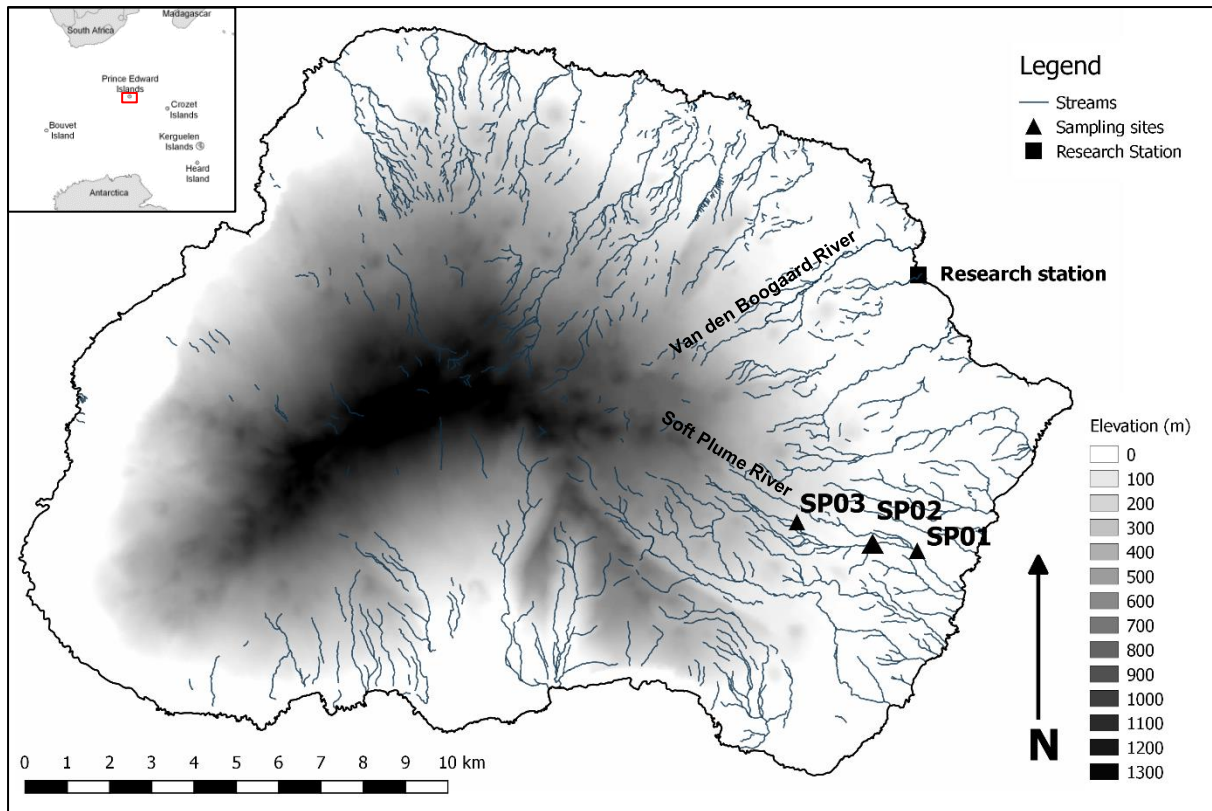 Madagascar
South Africa
Prince Edward
Islands
Crozet
Islands
Bouvet
Island
Kerguelen
Islands
Heard
Island
Antarctica
Legend
Streams
Sampling sites
Research Station
Van den Boogaard River
Research station
Soft Plume River
SP03
SP02
SP01
N
Elevation (m)
0
100
200
300
400
500
600
700
800
900
1000
1100
1200
1300
0 1 2 3 4 5 6 7 8 9 10 km